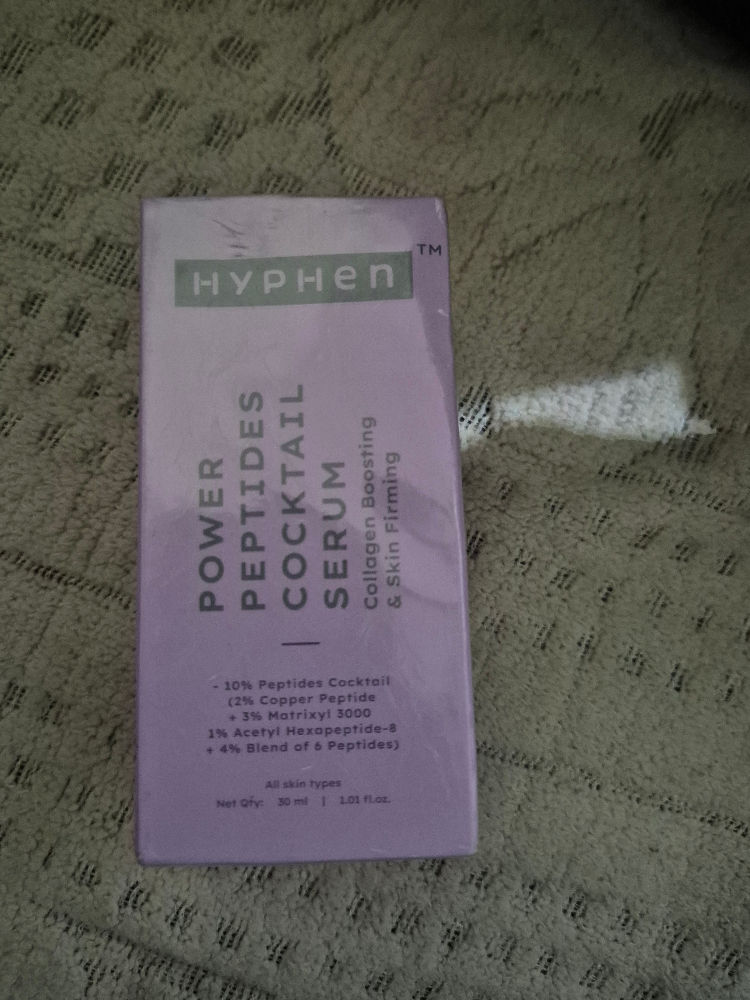 HYPHEN
TM
POWER
PEPTIDES
COCKTAIL
SERUM
Collagen Boosting
& Skin Firming
- 10% Peptides Cocktail
(2% Copper Peptide
+ 3% Matrixyl 3000
1% Acetyl Hexapeptide-8
+ 4% Blend of 6 Peptides)
All skin types
Net Qty: 30 ml | 1.01 fl.oz.